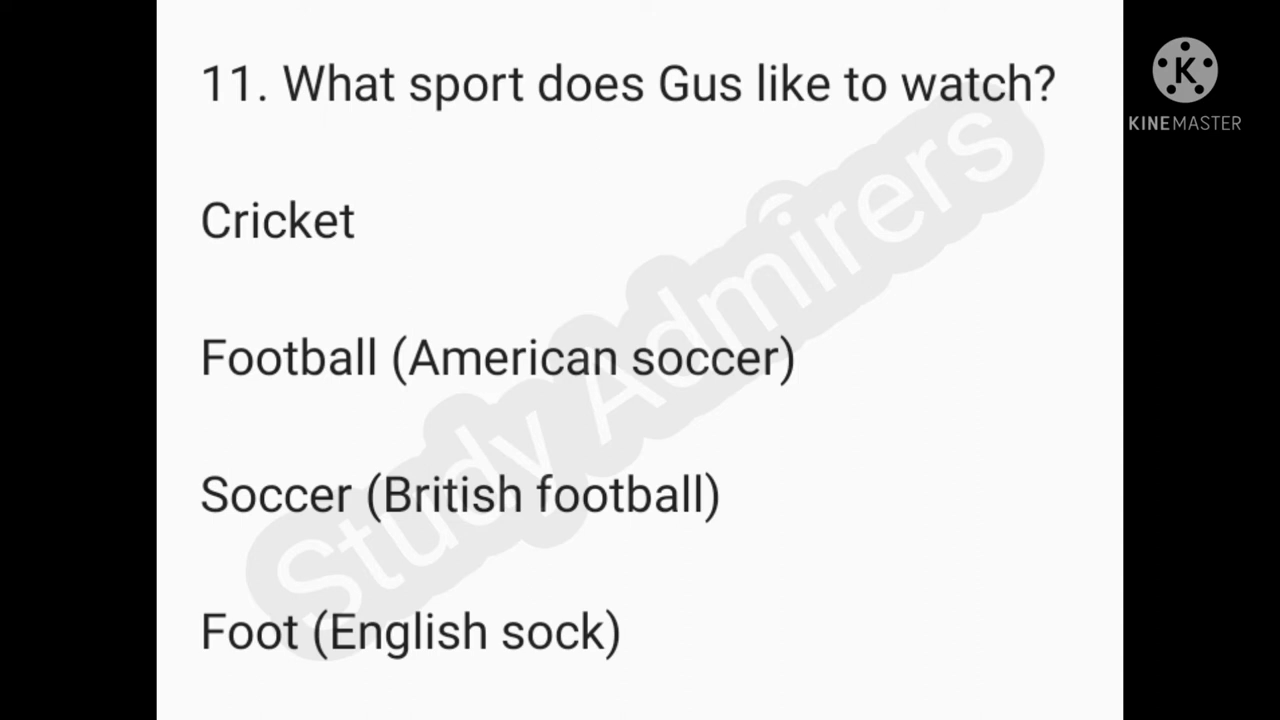 11. What sport does Gus like to watch?
KINEMASTER
Cricket
Football (American soccer)
Soccer (British football)
Foot (English sock)
Study Admirers